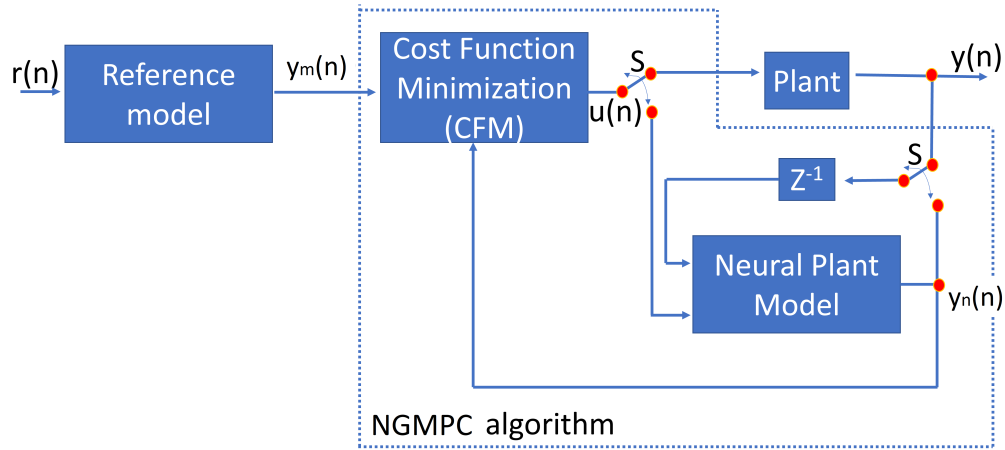 r(n)
Reference
model
yₘ(n)
Cost Function
Minimization
(CFM)
S
u(n)
Plant
y(n)
S
Z⁻¹
Neural Plant
Model
yₙ(n)
NGMPC algorithm